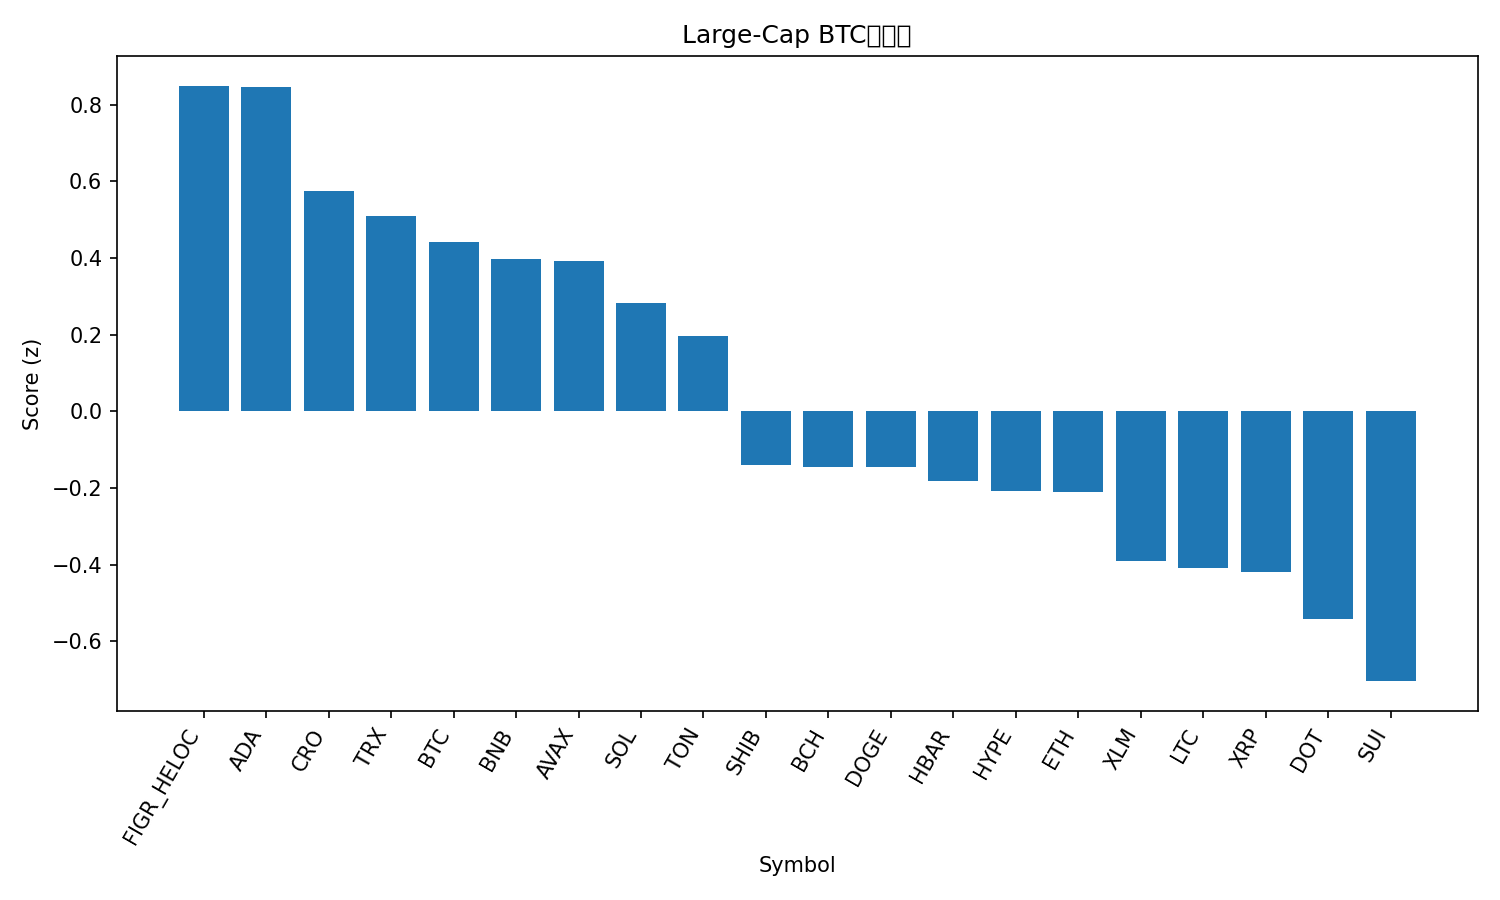 Large-Cap BTC
0.8
0.6
0.4
0.2
0.0
−0.2
−0.4
−0.6
Score (z)
FIGR_HELOC
ADA
CRO
TRX
BTC
BNB
AVAX
SOL
TON
SHIB
BCH
DOGE
HBAR
HYPE
ETH
XLM
LTC
XRP
DOT
SUI
Symbol